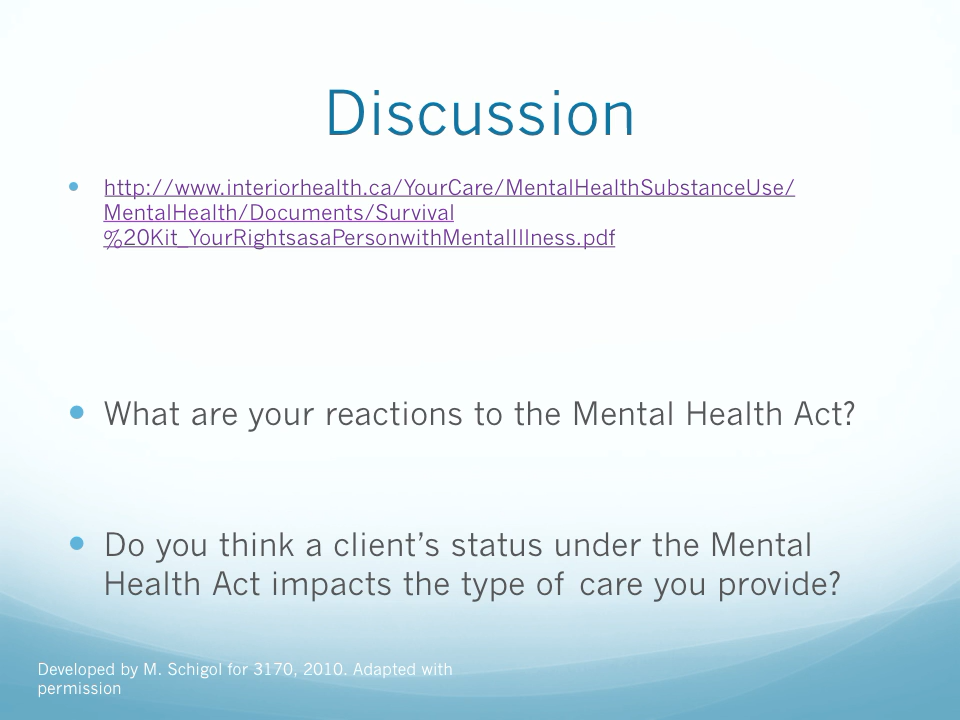 Discussion
http://www.interiorhealth.ca/YourCare/MentalHealthSubstanceUse/
MentalHealth/Documents/Survival
%20Kit_YourRightsasaPersonwithMentalIllness.pdf
What are your reactions to the Mental Health Act?
Do you think a client’s status under the Mental
Health Act impacts the type of care you provide?
Developed by M. Schigol for 3170, 2010. Adapted with
permission